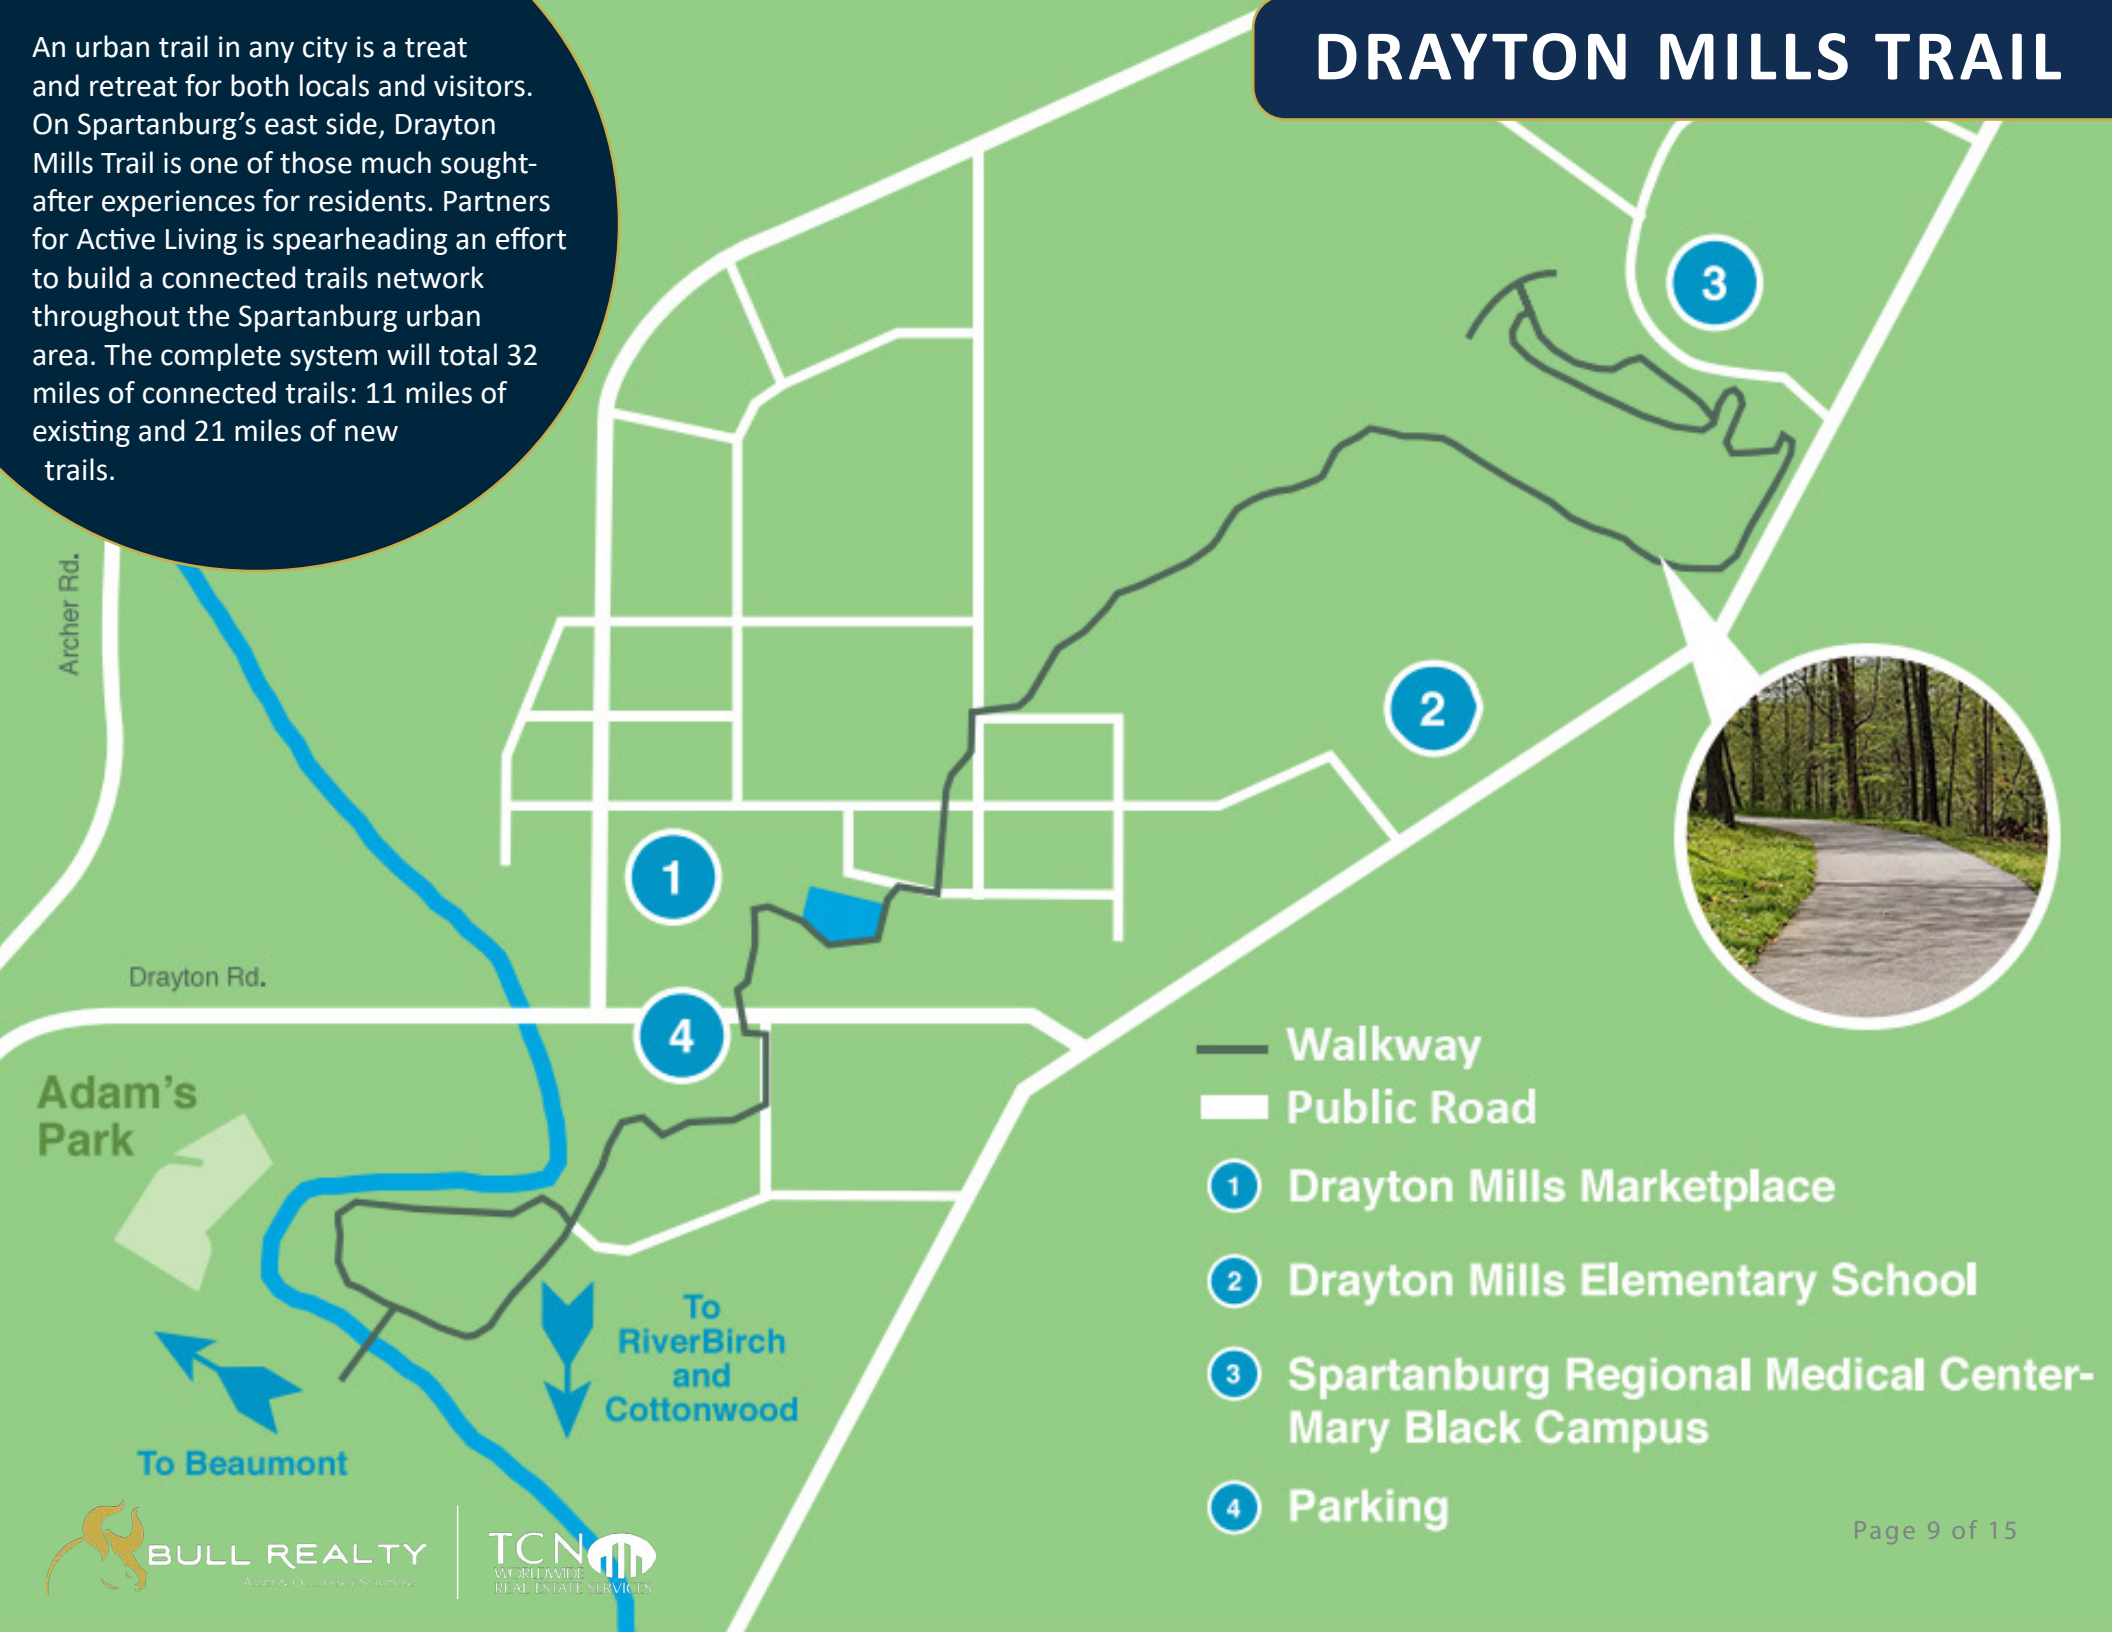 An urban trail in any city is a treat
and retreat for both locals and visitors.
On Spartanburg’s east side, Drayton
Mills Trail is one of those much sought-
after experiences for residents. Partners
for Active Living is spearheading an effort
to build a connected trails network
throughout the Spartanburg urban
area. The complete system will total 32
miles of connected trails: 11 miles of
existing and 21 miles of new
trails.
DRAYTON MILLS TRAIL
3
Archer Rd.
2
1
Drayton Rd.
4
Adam’s
Park
Walkway
Public Road
1 Drayton Mills Marketplace
2 Drayton Mills Elementary School
3 Spartanburg Regional Medical Center-
Mary Black Campus
4 Parking
To
RiverBirch
and
Cottonwood
To Beaumont
BULL REALTY
Asset & Occupancy Solutions
TCN
WORLDWIDE
REAL ESTATE SERVICES
Page 9 of 15